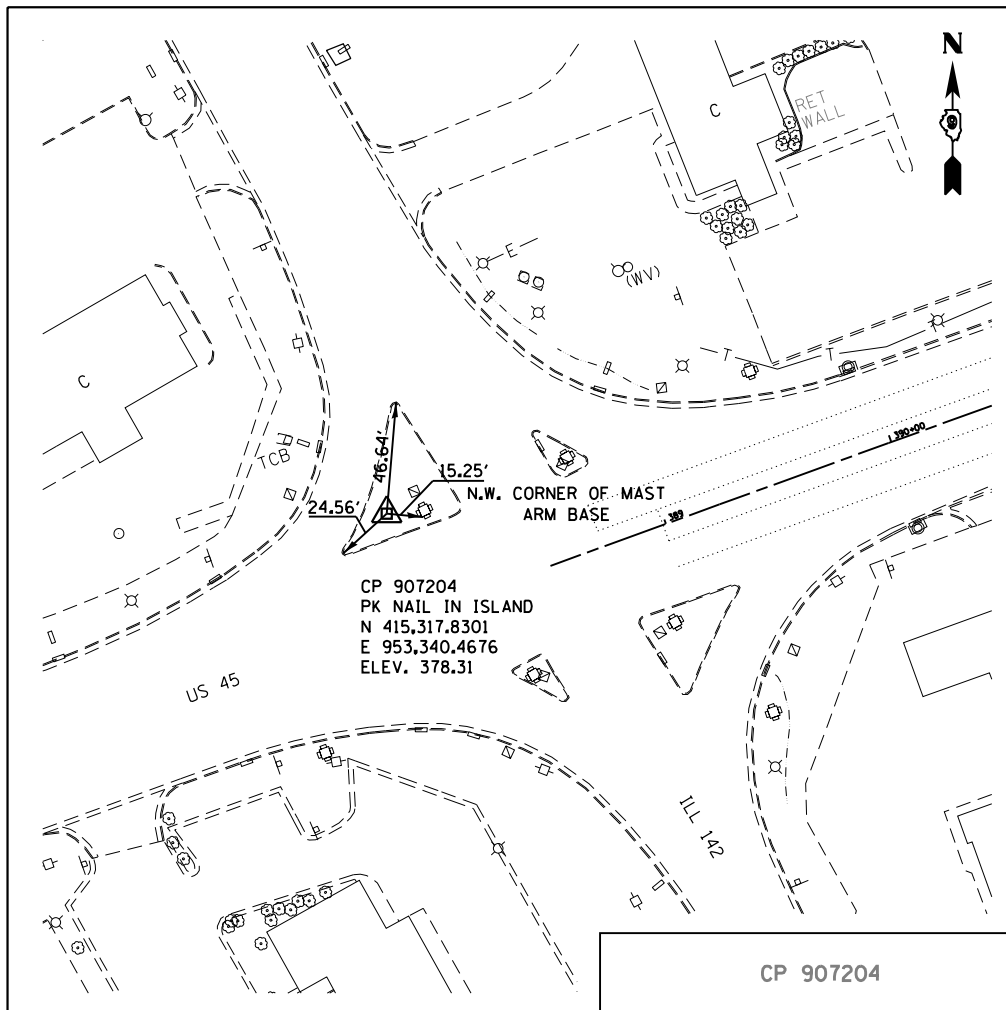 N
9
C
RET
WALL
E
(WV)
T T
C
1 390+00
TCB
46.64'
15.25'
24.56'
N.W. CORNER OF MAST
ARM BASE
389
CP 907204
PK NAIL IN ISLAND
N 415,317.8301
E 953,340.4676
ELEV. 378.31
US 45
ILL 142
CP 907204